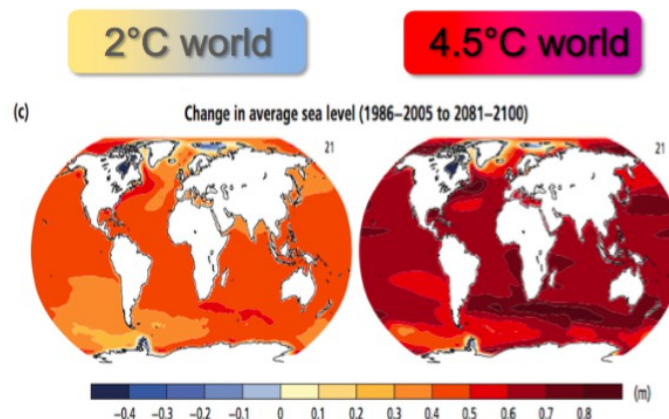 2°C world
4.5°C world
(c)
Change in average sea level (1986–2005 to 2081–2100)
21
21
(m)
−0.4 −0.3 −0.2 −0.1 0 0.1 0.2 0.3 0.4 0.5 0.6 0.7 0.8